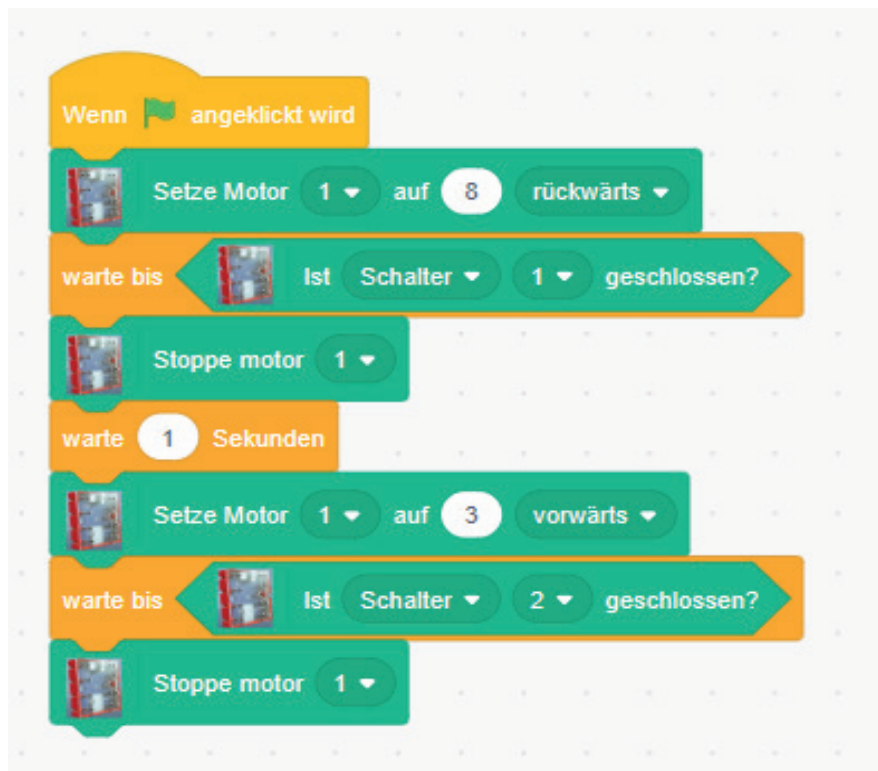 Wenn angeklickt wird
Setze Motor 1 auf 8 rückwärts
warte bis Ist Schalter 1 geschlossen?
Stoppe motor 1
warte 1 Sekunden
Setze Motor 1 auf 3 vorwärts
warte bis Ist Schalter 2 geschlossen?
Stoppe motor 1